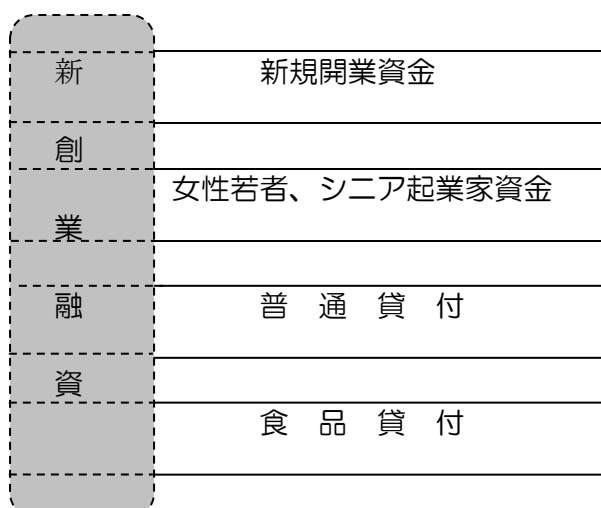 新創業融資
新規開業資金
女性若者、シニア起業家資金
普通貸付
食品貸付